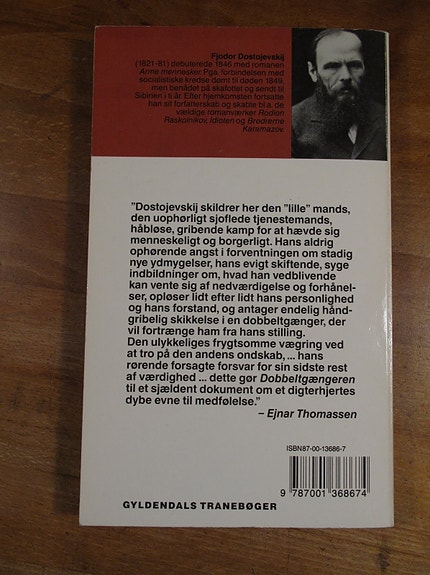 Fjodor Dostojevskij
(1821-81) debuterede 1846 med romanen
Arme mennesker. P.ga. forbindelsen med
socialistiske kredse dømt til døden 1849,
men benådet på skafottet og sendt til
Sibirien i ti år. Efter hjemkomsten fortsatte
han sit forfatterskab og skabte bl.a. de
romanværker Rodion
Raskolnikov, Idioten og Brødrene
Karamazov.
"Dostojevskij skildrer her den "lille" mands,
den uophørligt sjoflede tjenestemands,
håbløse, gribende kamp for at hævde sig
menneskeligt og borgerligt. Hans aldrig
ophørende angst i forventningen om stadig
nye ydmygelser, hans evigt skiftende, syge
indbildninger om, hvad han vedblivende
kan vente sig af nedværdigelse og forhånel-
ser, opløser lidt efter lidt hans personlighed
og hans forstand, og antager endelig hånd-
gribelig skikkelse i en dobbeltgænger, der
vil fortrænge ham fra hans stilling.
Den ulykkeliges frygtsomme vægring ved
at tro på den andens ondskab,... hans
rørende forsagte forsvar for sin sidste rest
af værdighed ... dette gør Dobbeltgængeren
til et sjældent dokument om et digterhjertes
dybe evne til medfølelse."
– Ejnar Thomassen
ISBN87-00-13686-7
9 787001 368674
GYLDENDALS TRANEBØGER